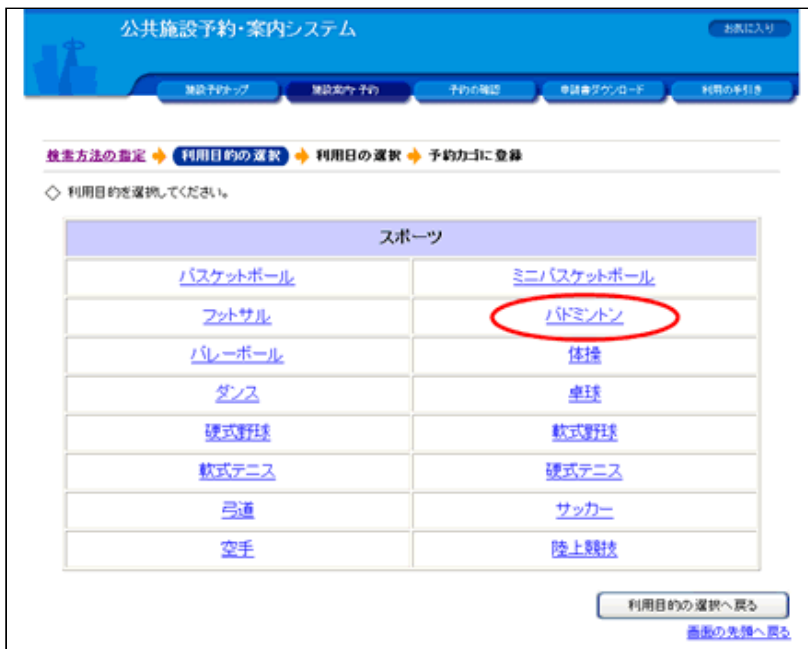 公共施設予約・案内システム
お気に入り
施設予約トップ 施設案内・予約 予約の確認 申請書ダウンロード 利用の手引き
検索方法の指定 利用目的の選択 利用日の選択 予約カゴに登録
◇ 利用目的を選択してください。
スポーツ
バスケットボール ミニバスケットボール
フットサル バドミントン
バレーボール 体操
ダンス 卓球
硬式野球 軟式野球
軟式テニス 硬式テニス
弓道 サッカー
空手 陸上競技
利用目的の選択へ戻る
画面の先頭へ戻る